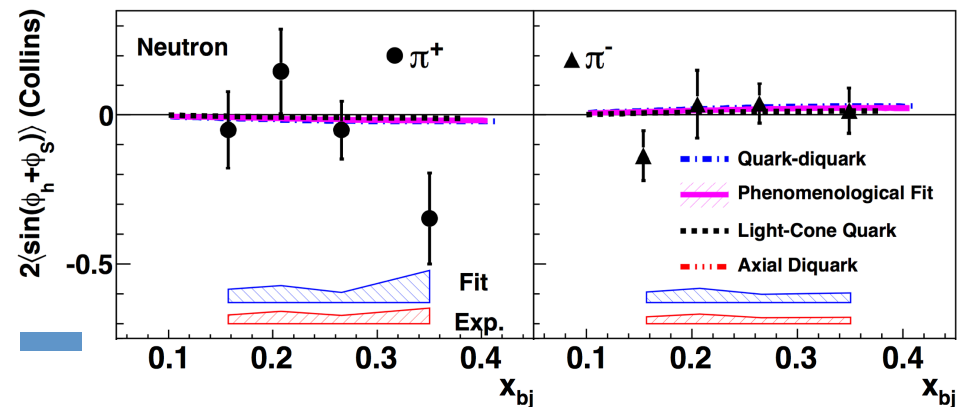 2⟨sin(ϕh+ϕS)⟩ (Collins)
0
-0.5
Neutron
π+
Fit
Exp.
0.1 0.2 0.3 0.4
xbj
π-
Quark-diquark
Phenomenological Fit
Light-Cone Quark
Axial Diquark
0.1 0.2 0.3 0.4
xbj